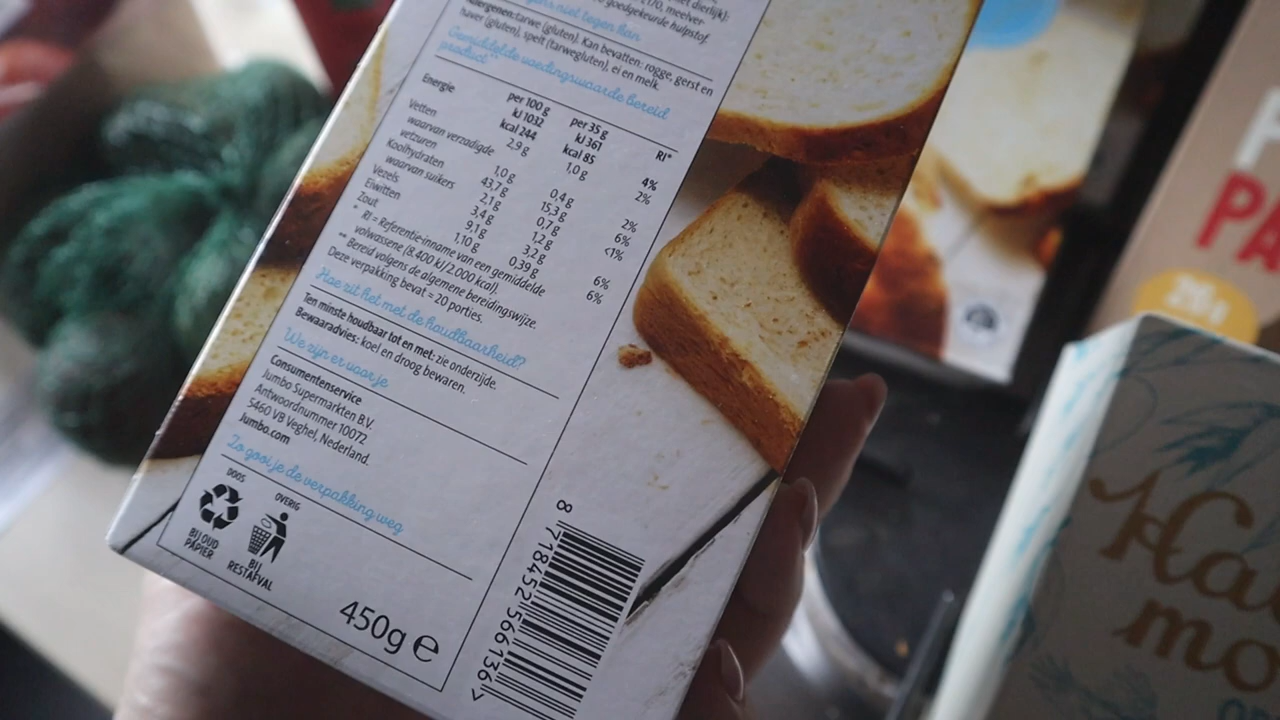 goedgekeurde hulpstof.
Allergenen: tarwe (gluten). Kan bevatten: rogge, gerst en
haver (gluten), spelt (tarwegluten), ei en melk.
Gemiddelde voedingswaarde bereid
product**
per 100 g per 35 g RI*
Energie kJ 1032 kJ 361
kcal 244 kcal 85 4%
Vetten 2,9 g 1,0 g 2%
waarvan verzadigde
vetzuren 1,0 g 0,4 g 2%
Koolhydraten 43,7 g 15,3 g 6%
waarvan suikers 2,1 g 0,7 g <1%
Vezels 3,4 g 1,2 g
Eiwitten 9,1 g 3,2 g 6%
Zout 1,10 g 0,39 g 6%
* RI = Referentie-inname van een gemiddelde
volwassene (8.400 kJ/2.000 kcal).
** Bereid volgens de algemene bereidingswijze.
Deze verpakking bevat = 20 porties.
Hoe zit het met de houdbaarheid?
Ten minste houdbaar tot en met: zie onderzijde.
Bewaaradvies: koel en droog bewaren.
We zijn er voor je
Consumentenservice
Jumbo Supermarkten B.V.
Antwoordnummer 10072
5460 VB Veghel, Nederland.
Jumbo.com
Zo gooi je de verpakking weg
DOOS
BIJ OUD
PAPIER
OVERIG
BIJ
RESTAFVAL
450g e
8 718452 566136 >
PA